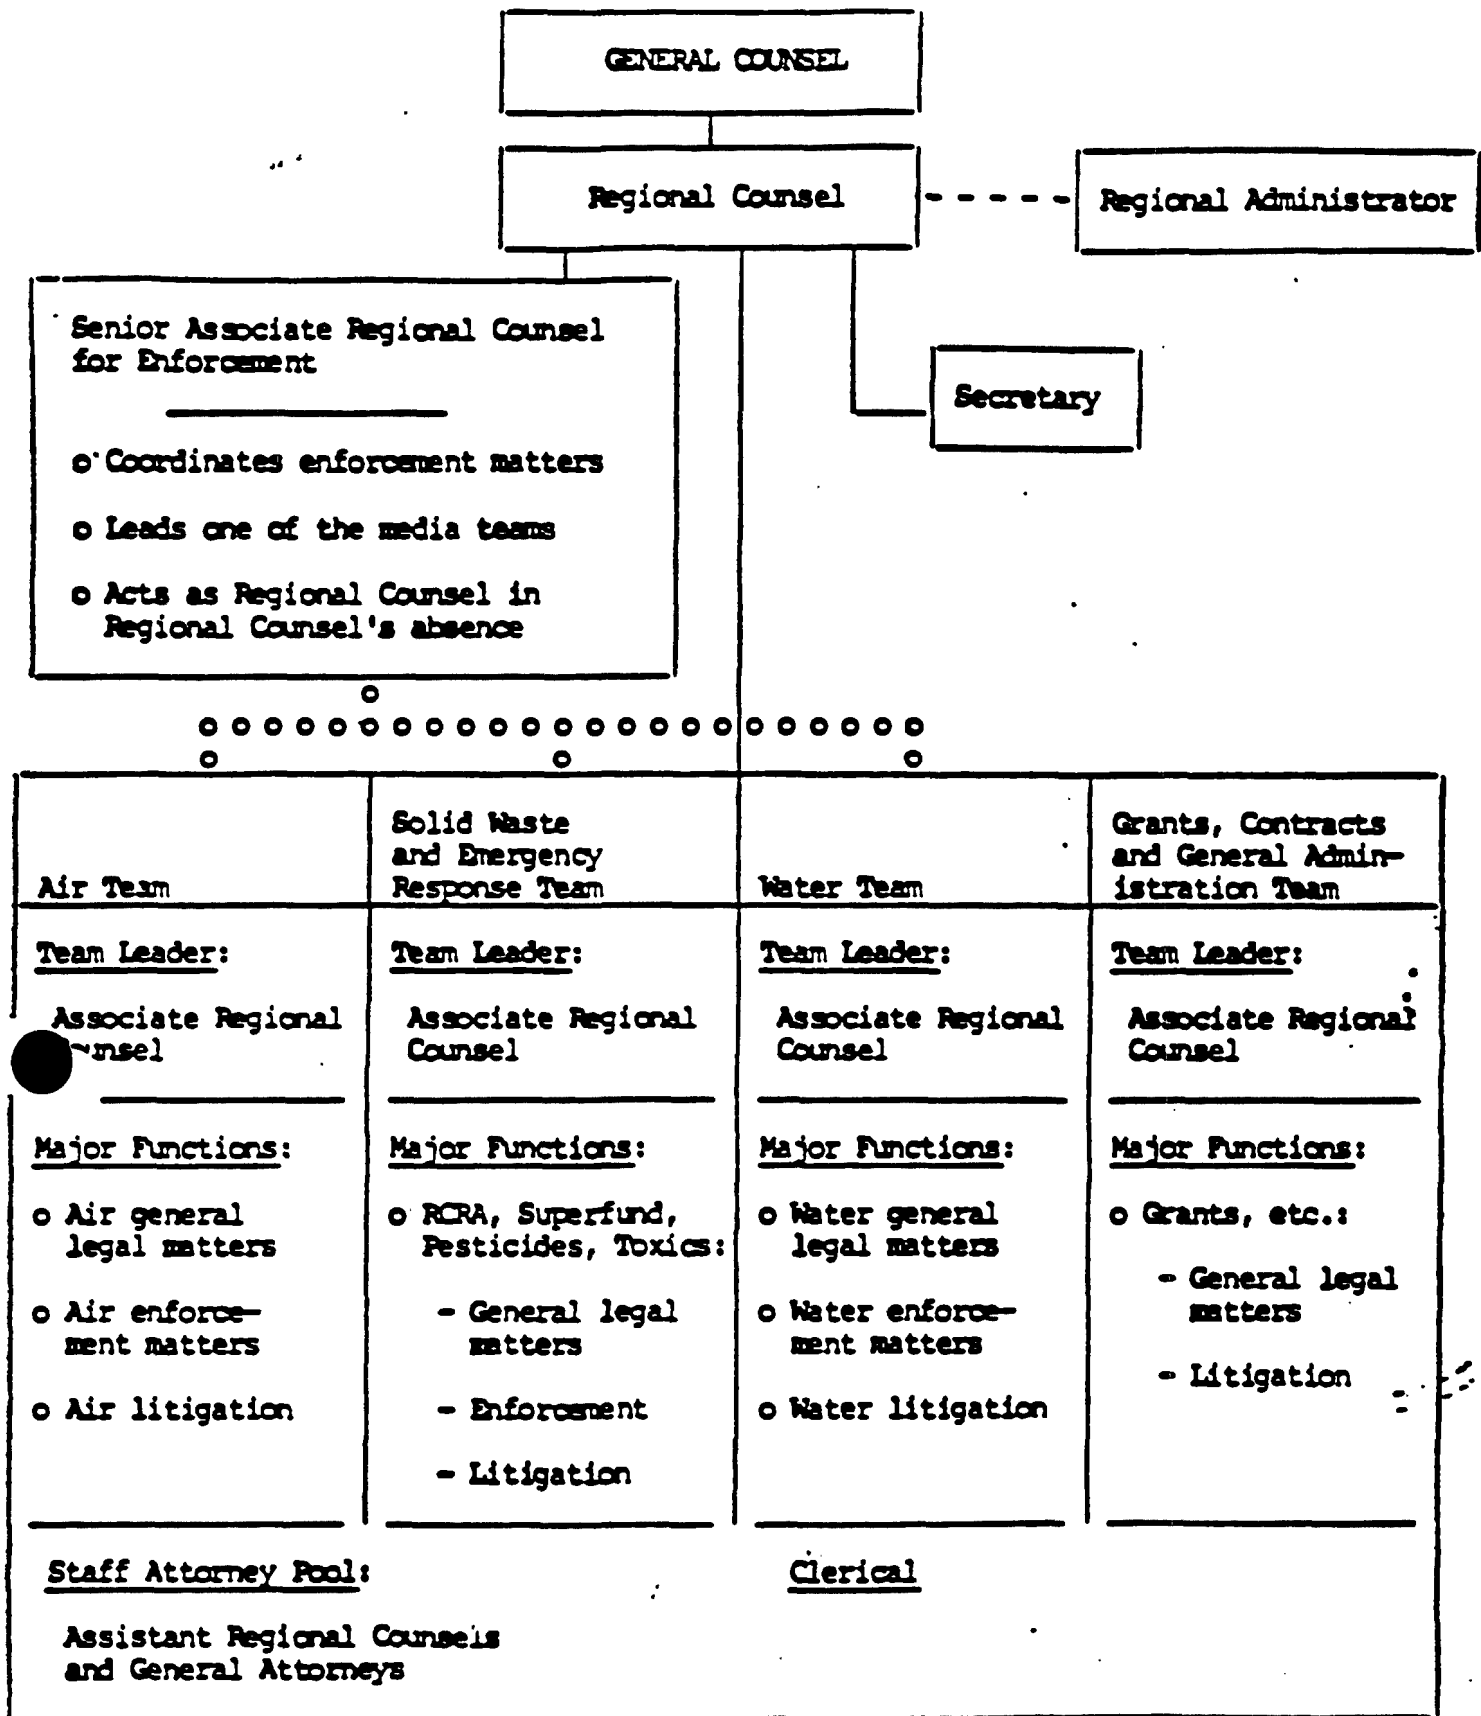 GENERAL COUNSEL
Regional Counsel
Regional Administrator
Senior Associate Regional Counsel
for Enforcement
Secretary
o Coordinates enforcement matters
o Leads one of the media teams
o Acts as Regional Counsel in
Regional Counsel's absence
Air Team
Solid Waste
and Emergency
Response Team
Water Team
Grants, Contracts
and General Admin-
istration Team
Team Leader:
Associate Regional
unsel
Major Functions:
o Air general
legal matters
o Air enforce-
ment matters
o Air litigation
Team Leader:
Associate Regional
Counsel
Major Functions:
o RCRA, Superfund,
Pesticides, Toxics:
- General legal
matters
- Enforcement
- Litigation
Team Leader:
Associate Regional
Counsel
Major Functions:
o Water general
legal matters
o Water enforce-
ment matters
o Water litigation
Team Leader:
Associate Regional
Counsel
Major Functions:
o Grants, etc.:
- General legal
matters
- Litigation
Staff Attorney Pool:
Assistant Regional Counsels
and General Attorneys
Clerical